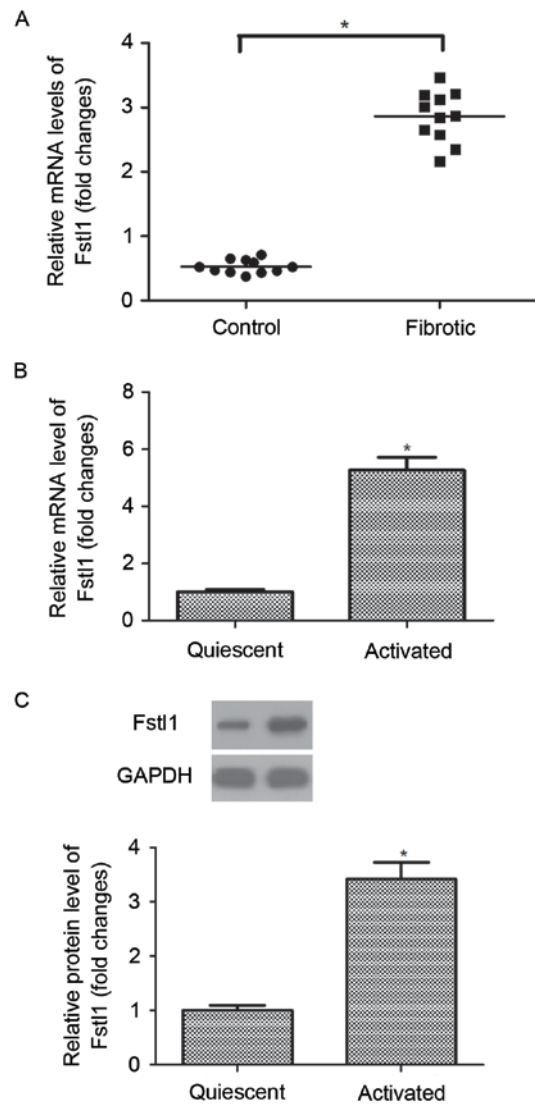 A
Relative mRNA levels of
Fstl1 (fold changes)
4
3
2
1
0
*
Control
Fibrotic
B
Relative mRNA level of
Fstl1 (fold changes)
8
6
4
2
0
*
Quiescent
Activated
C
Fstl1
GAPDH
Relative protein level of
Fstl1 (fold changes)
4
3
2
1
0
*
Quiescent
Activated